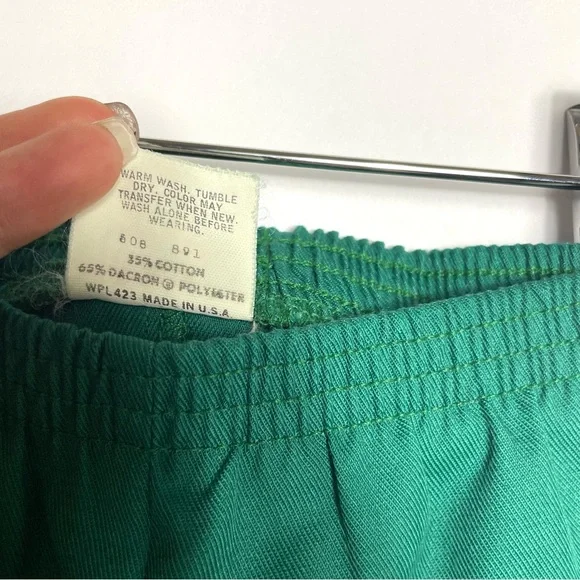 WARM WASH. TUMBLE
DRY. COLOR MAY
TRANSFER WHEN NEW.
WASH ALONE BEFORE
WEARING.
608 891
35% COTTON
65% DACRON ® POLYESTER
WPL423 MADE IN U.S.A